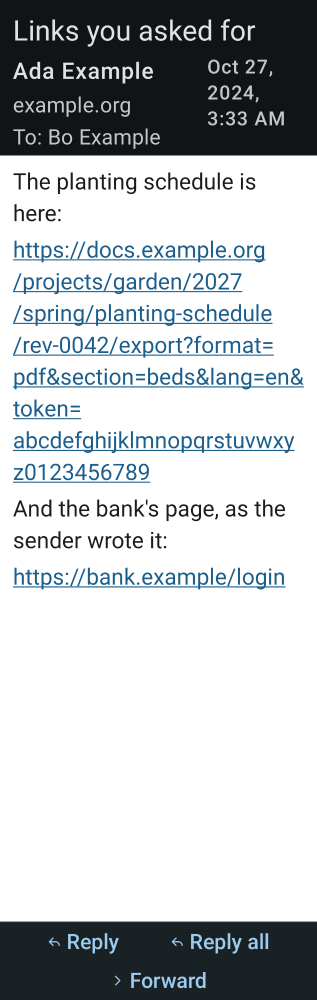 Links you asked for
Ada Example
example.org
To: Bo Example
Oct 27,
2024,
3:33 AM
The planting schedule is
here:
https://docs.example.org
/projects/garden/2027
/spring/planting-schedule
/rev-0042/export?format=
pdf&section=beds&lang=en&
token=
abcdefghijklmnopqrstuvwxy
z0123456789
And the bank's page, as the
sender wrote it:
https://bank.example/login
Reply
Reply all
Forward